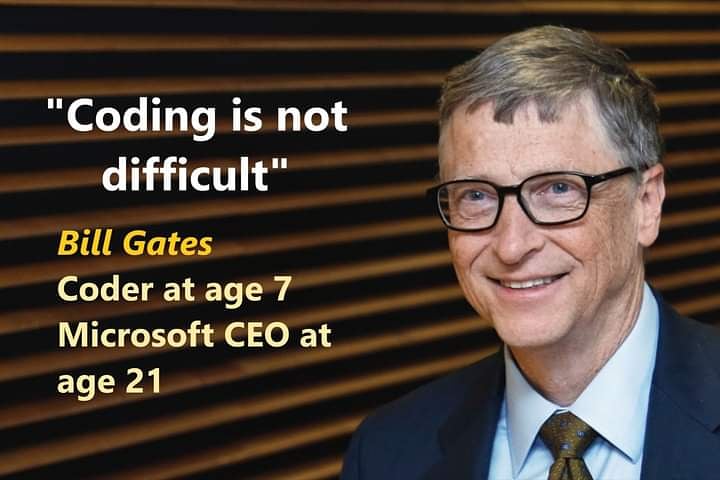 "Coding is not
difficult"
Bill Gates
Coder at age 7
Microsoft CEO at
age 21